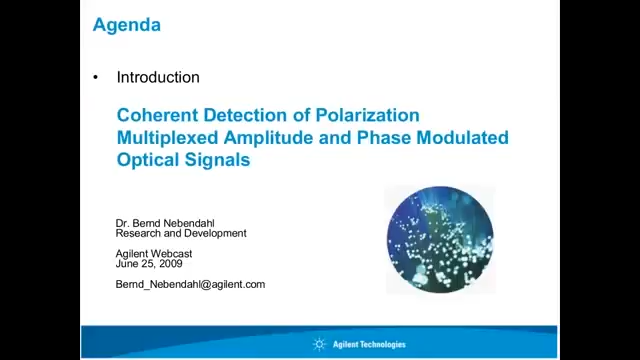 Agenda
• Introduction
Coherent Detection of Polarization
Multiplexed Amplitude and Phase Modulated
Optical Signals
Dr. Bernd Nebendahl
Research and Development
Agilent Webcast
June 25, 2009
Bernd_Nebendahl@agilent.com
Agilent Technologies